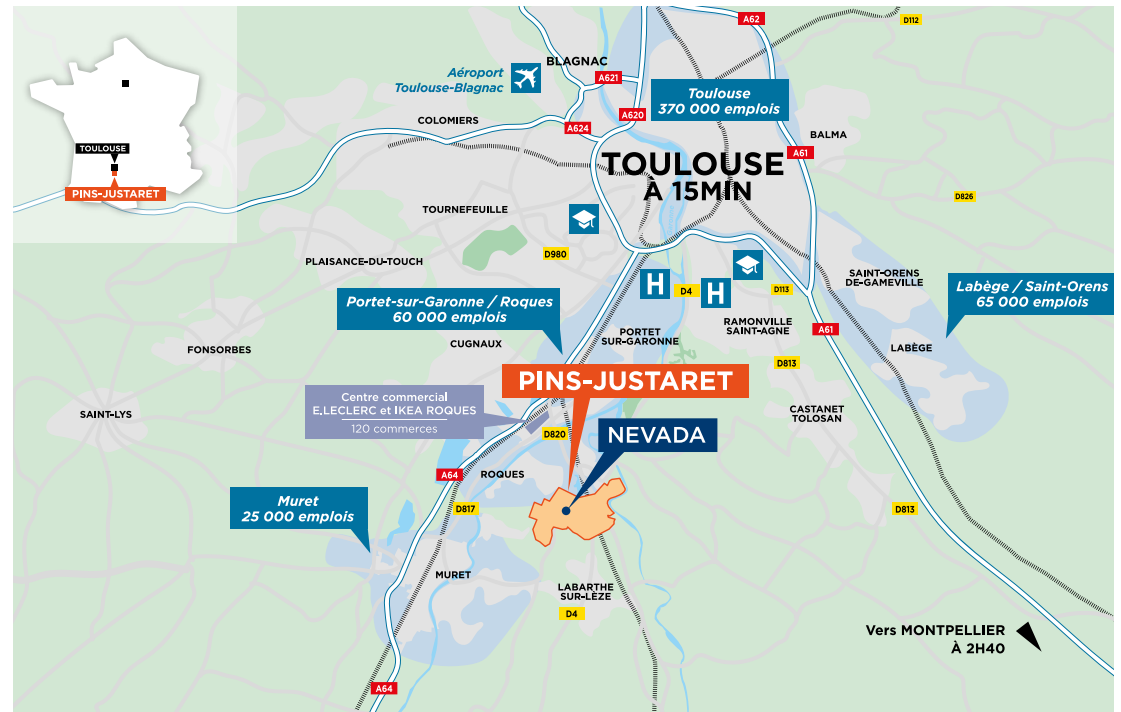 A62
D112
BLAGNAC
Aéroport
Toulouse-Blagnac
A621
Toulouse
370 000 emplois
A620
COLOMIERS
A624
BALMA
TOULOUSE
A61
TOULOUSE
À 15MIN
PINS-JUSTARET
D826
TOURNEFEUILLE
D980
PLAISANCE-DU-TOUCH
SAINT-ORENS
DE-GAMEVILLE
H
D4
H
D113
Labège / Saint-Orens
65 000 emplois
Portet-sur-Garonne / Roques
60 000 emplois
RAMONVILLE
SAINT-AGNE
A61
PORTET
SUR-GARONNE
CUGNAUX
FONSORBES
LABÈGE
D813
PINS-JUSTARET
Centre commercial
E,LECLERC et IKEA ROQUES
120 commerces
SAINT-LYS
CASTANET
TOLOSAN
D820
NEVADA
A64
ROQUES
Muret
25 000 emplois
D817
D813
MURET
LABARTHE
SUR-LÈZE
D4
Vers MONTPELLIER
À 2H40
A64